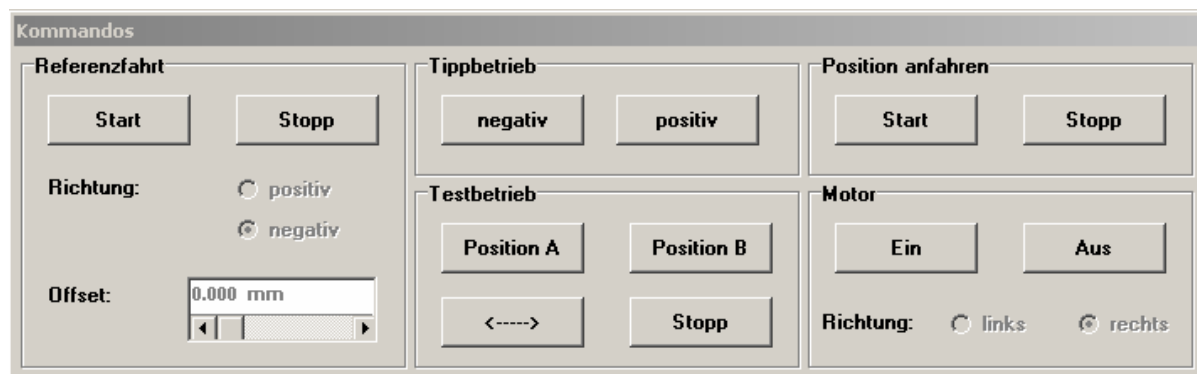 Kommandos
Referenzfahrt
Start Stopp
Richtung: positiv
negativ
Offset: 0.000 mm
Tippbetrieb
negativ positiv
Testbetrieb
Position A Position B
<-----> Stopp
Position anfahren
Start Stopp
Motor
Ein Aus
Richtung: links rechts